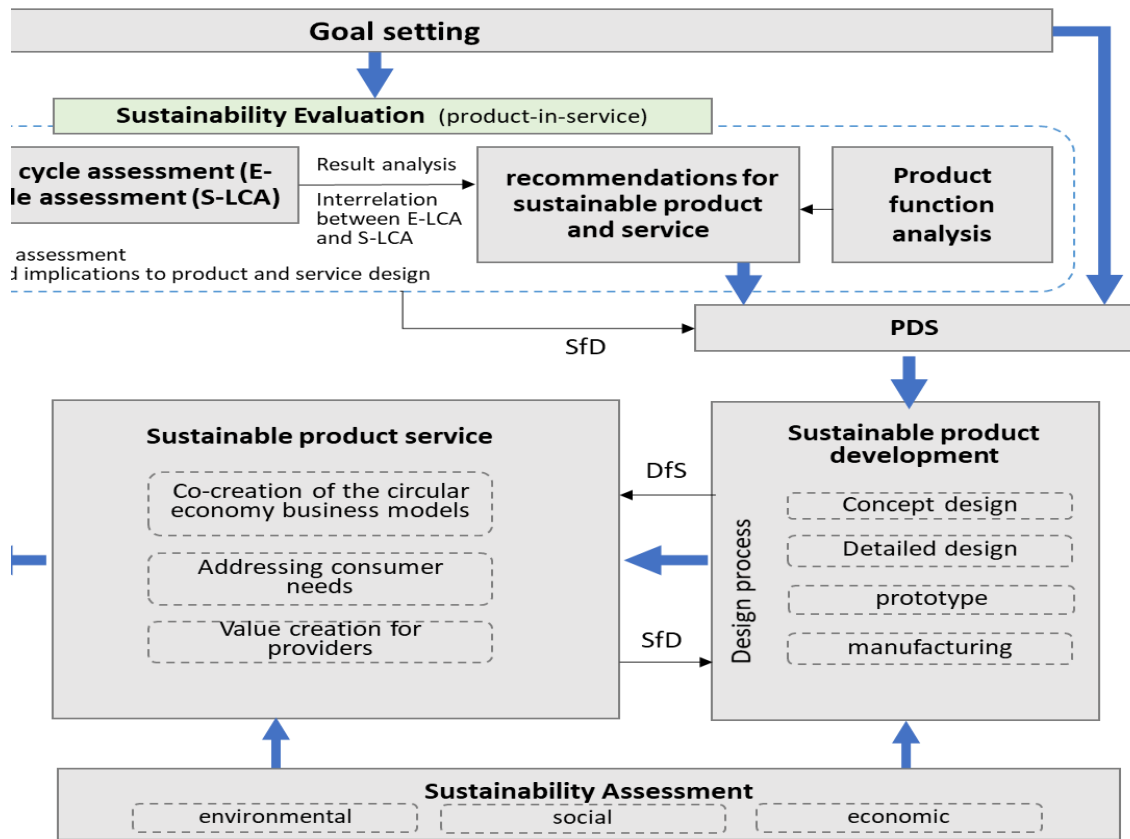 Goal setting
Sustainability Evaluation (product-in-service)
cycle assessment (E-
le assessment (S-LCA)
Result analysis
Interrelation
between E-LCA
and S-LCA
recommendations for
sustainable product
and service
Product
function
analysis
assessment
d implications to product and service design
SfD
PDS
Sustainable product service
Co-creation of the circular
economy business models
Addressing consumer
needs
Value creation for
providers
DfS
SfD
Sustainable product
development
Design process
Concept design
Detailed design
prototype
manufacturing
Sustainability Assessment
environmental
social
economic